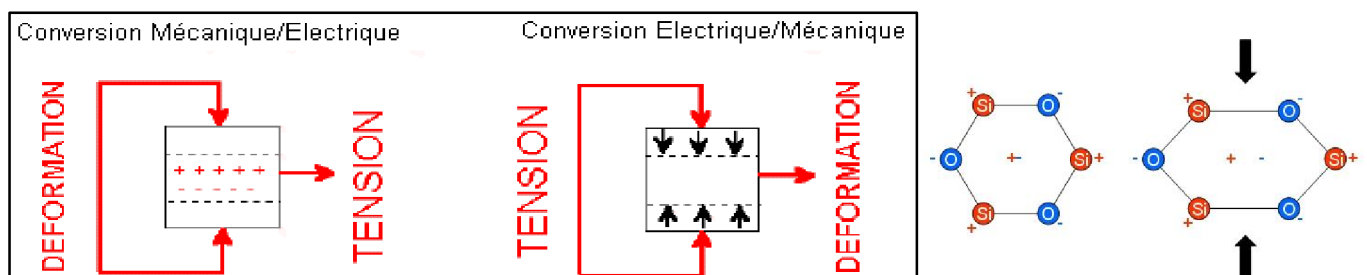 Conversion Mécanique/Electrique
DEFORMATION
+ + + + +
- - - - -
TENSION
Conversion Electrique/Mécanique
TENSION
DEFORMATION
+ Si O -
- O + - Si +
+ Si O -
+ Si O -
- O + - Si +
+ Si O -